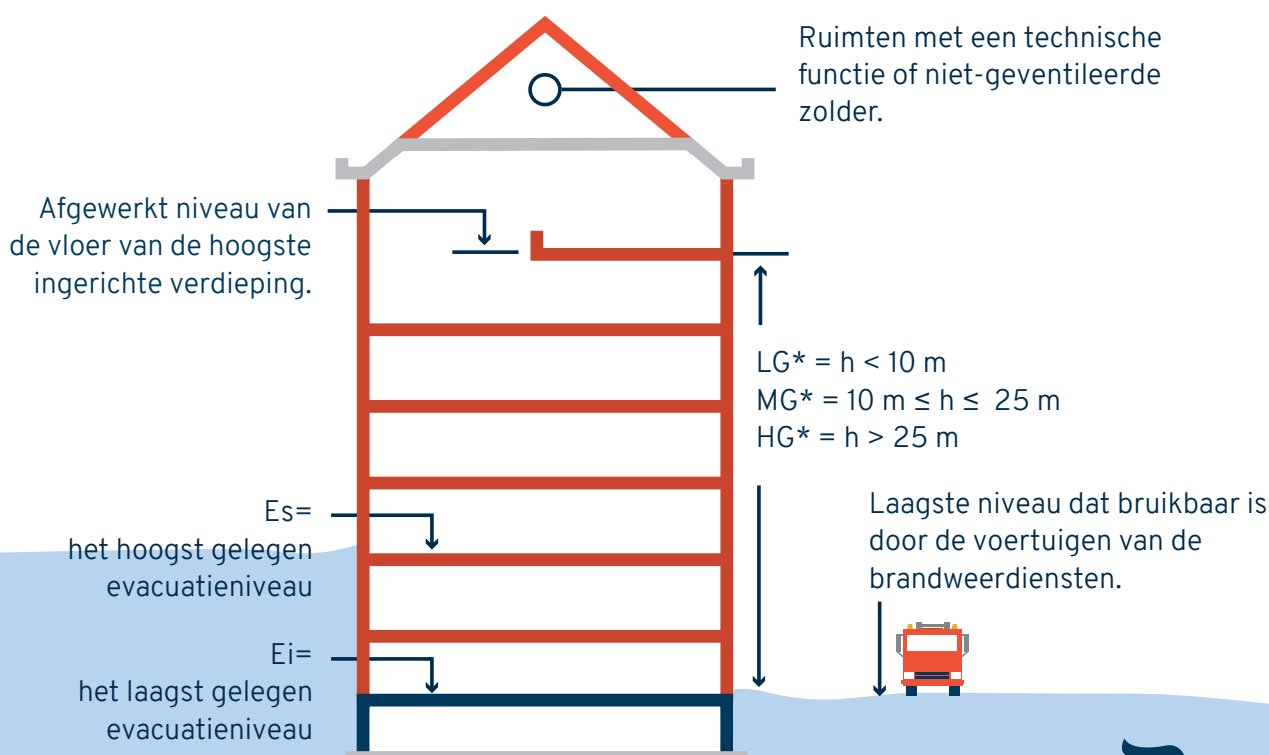 Ruimten met een technische
functie of niet-geventileerde
zolder.
Afgewerkt niveau van
de vloer van de hoogste
ingerichte verdieping.
LG* = h < 10 m
MG* = 10 m ≤ h ≤ 25 m
HG* = h > 25 m
Es=
het hoogst gelegen
evacuatieniveau
Laagste niveau dat bruikbaar is
door de voertuigen van de
brandweerdiensten.
Ei=
het laagst gelegen
evacuatieniveau